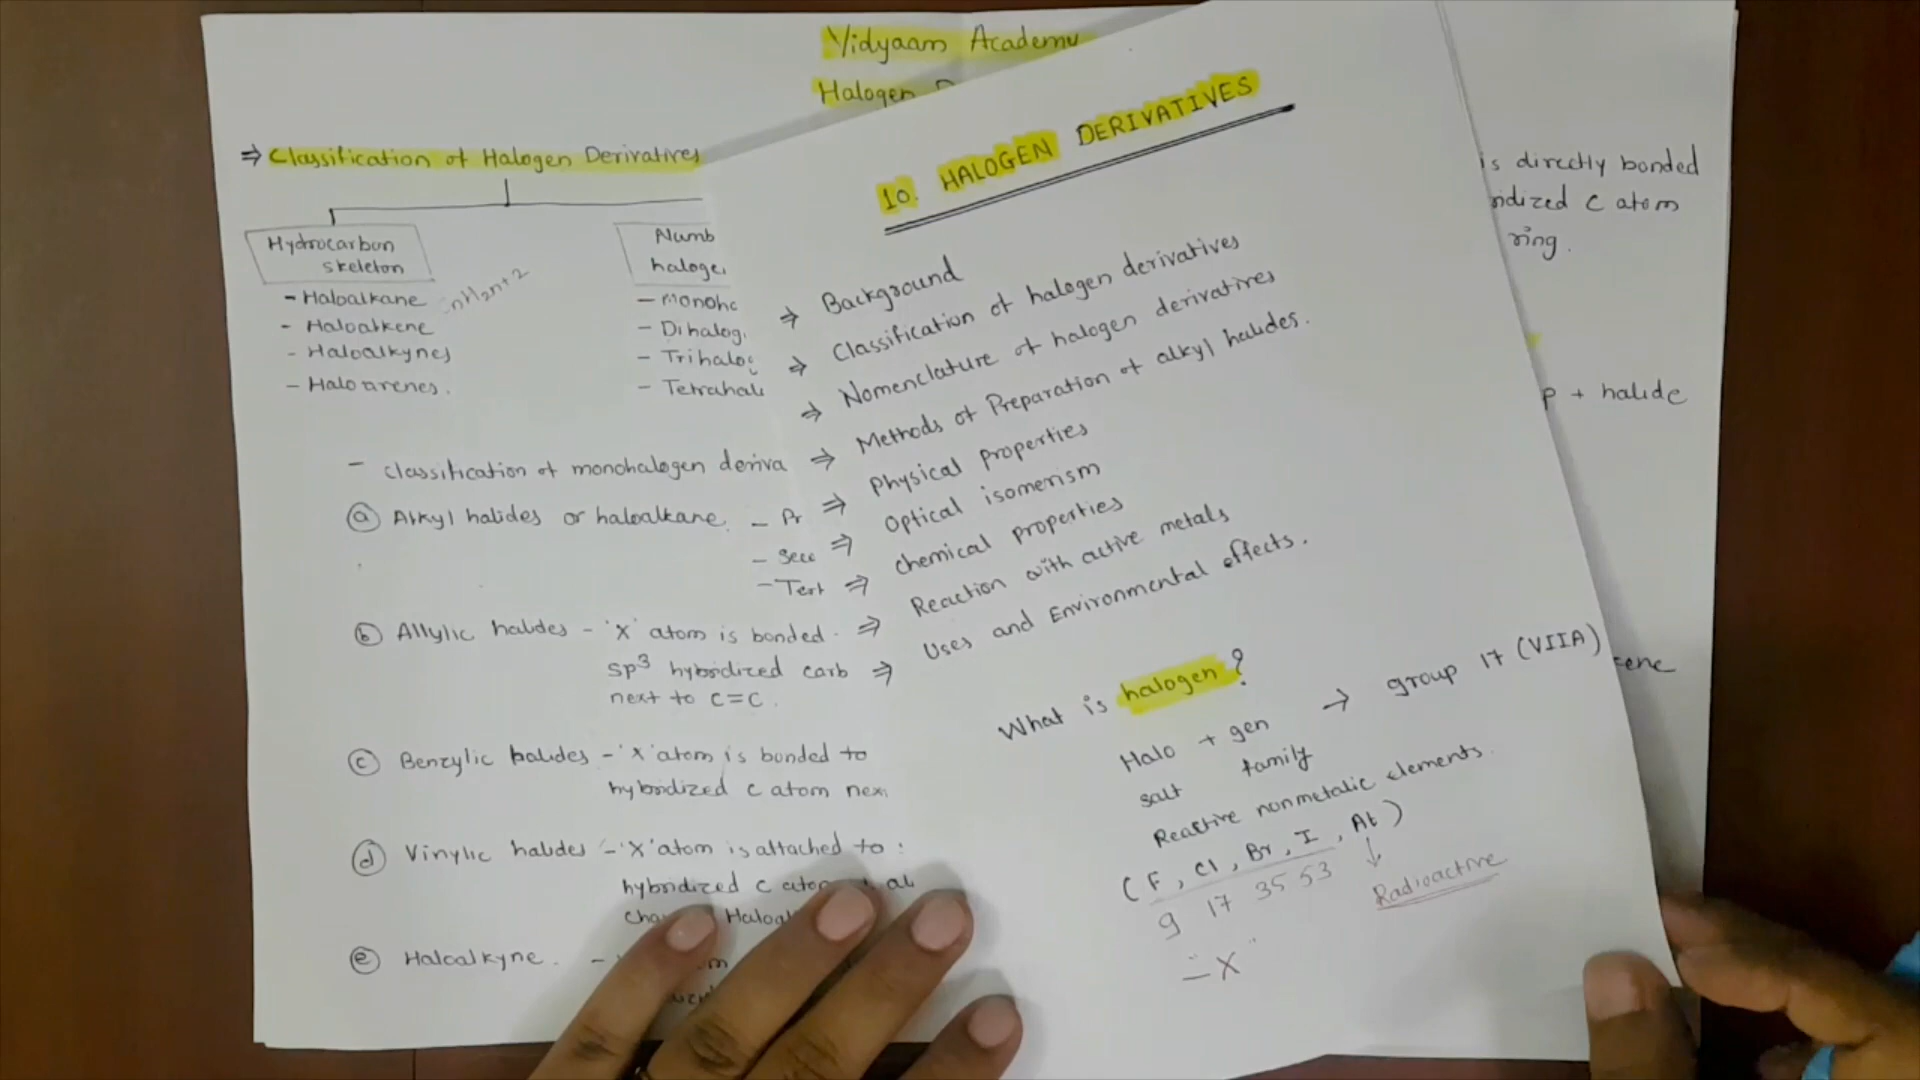 Vidyaam Academy
Halogen
⇒ Classification of Halogen Derivatives
Hydrocarbon
skeleton
- Haloalkane
- Haloalkene
- Haloalkynes
- Haloarenes.
CnH2n+2
Numb
haloge
- Monoha
- Dihalog
- Trihalo
- Tetrahal
- Classification of monohalogen deriva
ⓐ Alkyl halides or haloalkane. - Pr
- Sec
- Tert
ⓑ Allylic halides - 'X' atom is bonded
sp3 hybridized carb
next to C=C.
ⓒ Benzylic halides - 'X' atom is bonded to
hybridized C atom nex
ⓓ Vinylic halides - 'X' atom is attached to
hybridized C
ⓔ Haloalkyne. -
10. HALOGEN DERIVATIVES
⇒ Background
⇒ Classification of halogen derivatives
⇒ Nomenclature of halogen derivatives
⇒ Methods of Preparation of alkyl halides.
⇒ Physical properties
⇒ Optical isomerism
⇒ chemical properties
⇒ Reaction with active metals
⇒ Uses and Environmental effects.
What is halogen?
Halo + gen → group 17 (VIIA)
salt family
Reactive nonmetalic elements.
(F, Cl, Br, I, At)
9 17 35 53 ↓
Radioactive
-X
is directly bonded
ridized C atom
ring.
p + halide